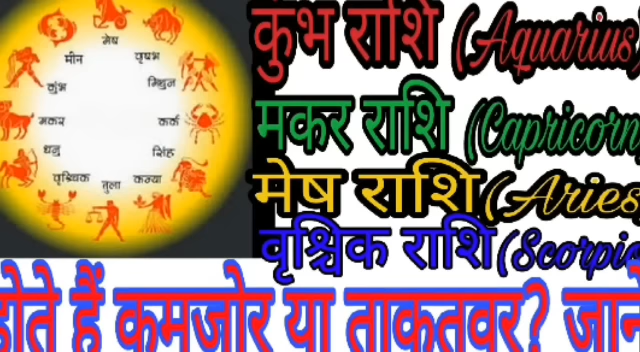 मेष
मीन
वृषभ
कुंभ
मिथुन
मकर
कर्क
धनु
सिंह
वृश्चिक
तुला
कन्या
कुंभ राशि (Aquarius)
मकर राशि (Capricorn
मेष राशि (Aries
वृश्चिक राशि (Scorpio
होते हैं कमजोर या ताकतवर? जाने